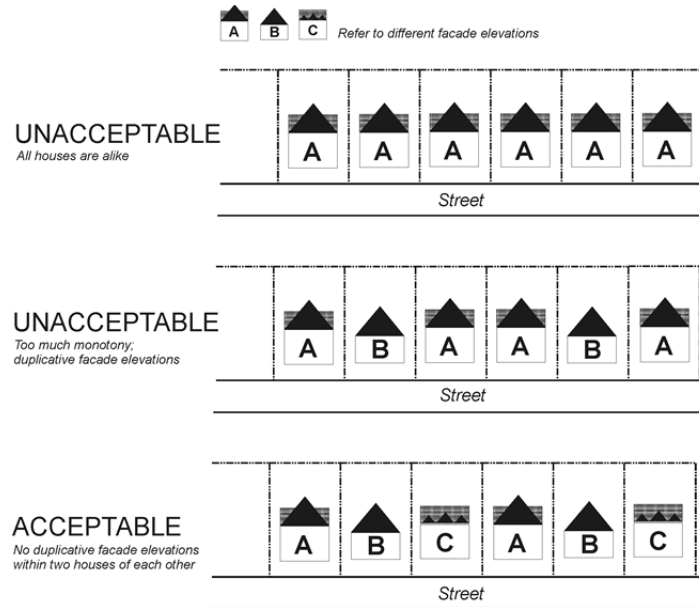 A B C Refer to different facade elevations
UNACCEPTABLE
All houses are alike
A A A A A A
Street
UNACCEPTABLE
Too much monotony;
duplicative facade elevations
A B A A B A
Street
ACCEPTABLE
No duplicative facade elevations
within two houses of each other
A B C A B C
Street